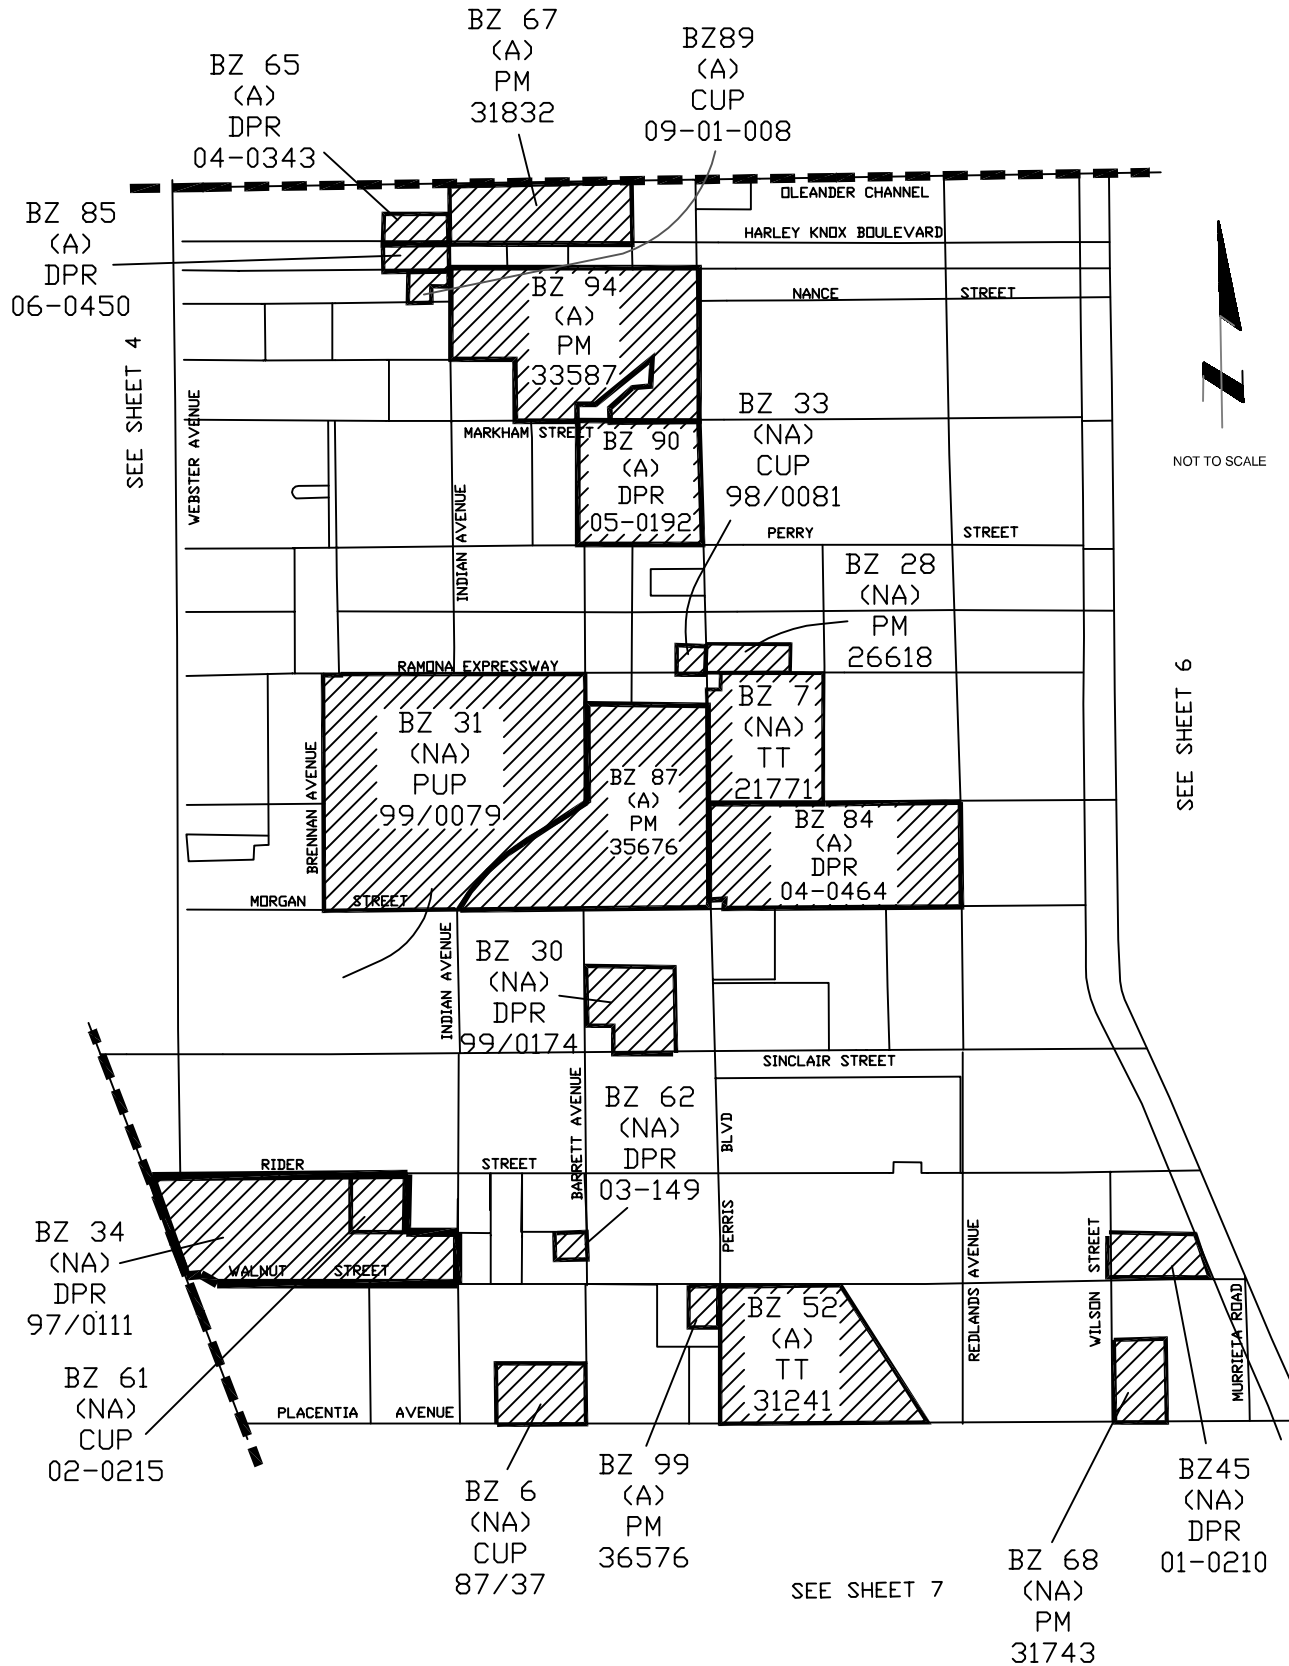 BZ 67
(A)
PM
31832
BZ89
(A)
CUP
09-01-008
BZ 65
(A)
DPR
04-0343
BZ 85
(A)
DPR
06-0450
OLEANDER CHANNEL
HARLEY KNOX BOULEVARD
NANCE STREET
BZ 94
(A)
PM
33587
SEE SHEET 4
WEBSTER AVENUE
MARKHAM STREET
BZ 90
(A)
DPR
05-0192
BZ 33
(NA)
CUP
98/0081
NOT TO SCALE
INDIAN AVENUE
PERRY STREET
BZ 28
(NA)
PM
26618
RAMONA EXPRESSWAY
SEE SHEET 6
BZ 31
(NA)
PUP
99/0079
BZ 7
(NA)
TT
21771
BZ 87
(A)
PM
35676
BZ 84
(A)
DPR
04-0464
BRENNAN AVENUE
MORGAN STREET
INDIAN AVENUE
BZ 30
(NA)
DPR
99/0174
SINCLAIR STREET
BARRETT AVENUE
BZ 62
(NA)
DPR
03-149
PERRIS BLVD
RIDER STREET
BZ 34
(NA)
DPR
97/0111
WALNUT STREET
REDLANDS AVENUE
WILSON STREET
MURRIETA ROAD
BZ 52
(A)
TT
31241
BZ 61
(NA)
CUP
02-0215
PLACENTIA AVENUE
BZ 6
(NA)
CUP
87/37
BZ 99
(A)
PM
36576
BZ45
(NA)
DPR
01-0210
BZ 68
(NA)
PM
31743
SEE SHEET 7